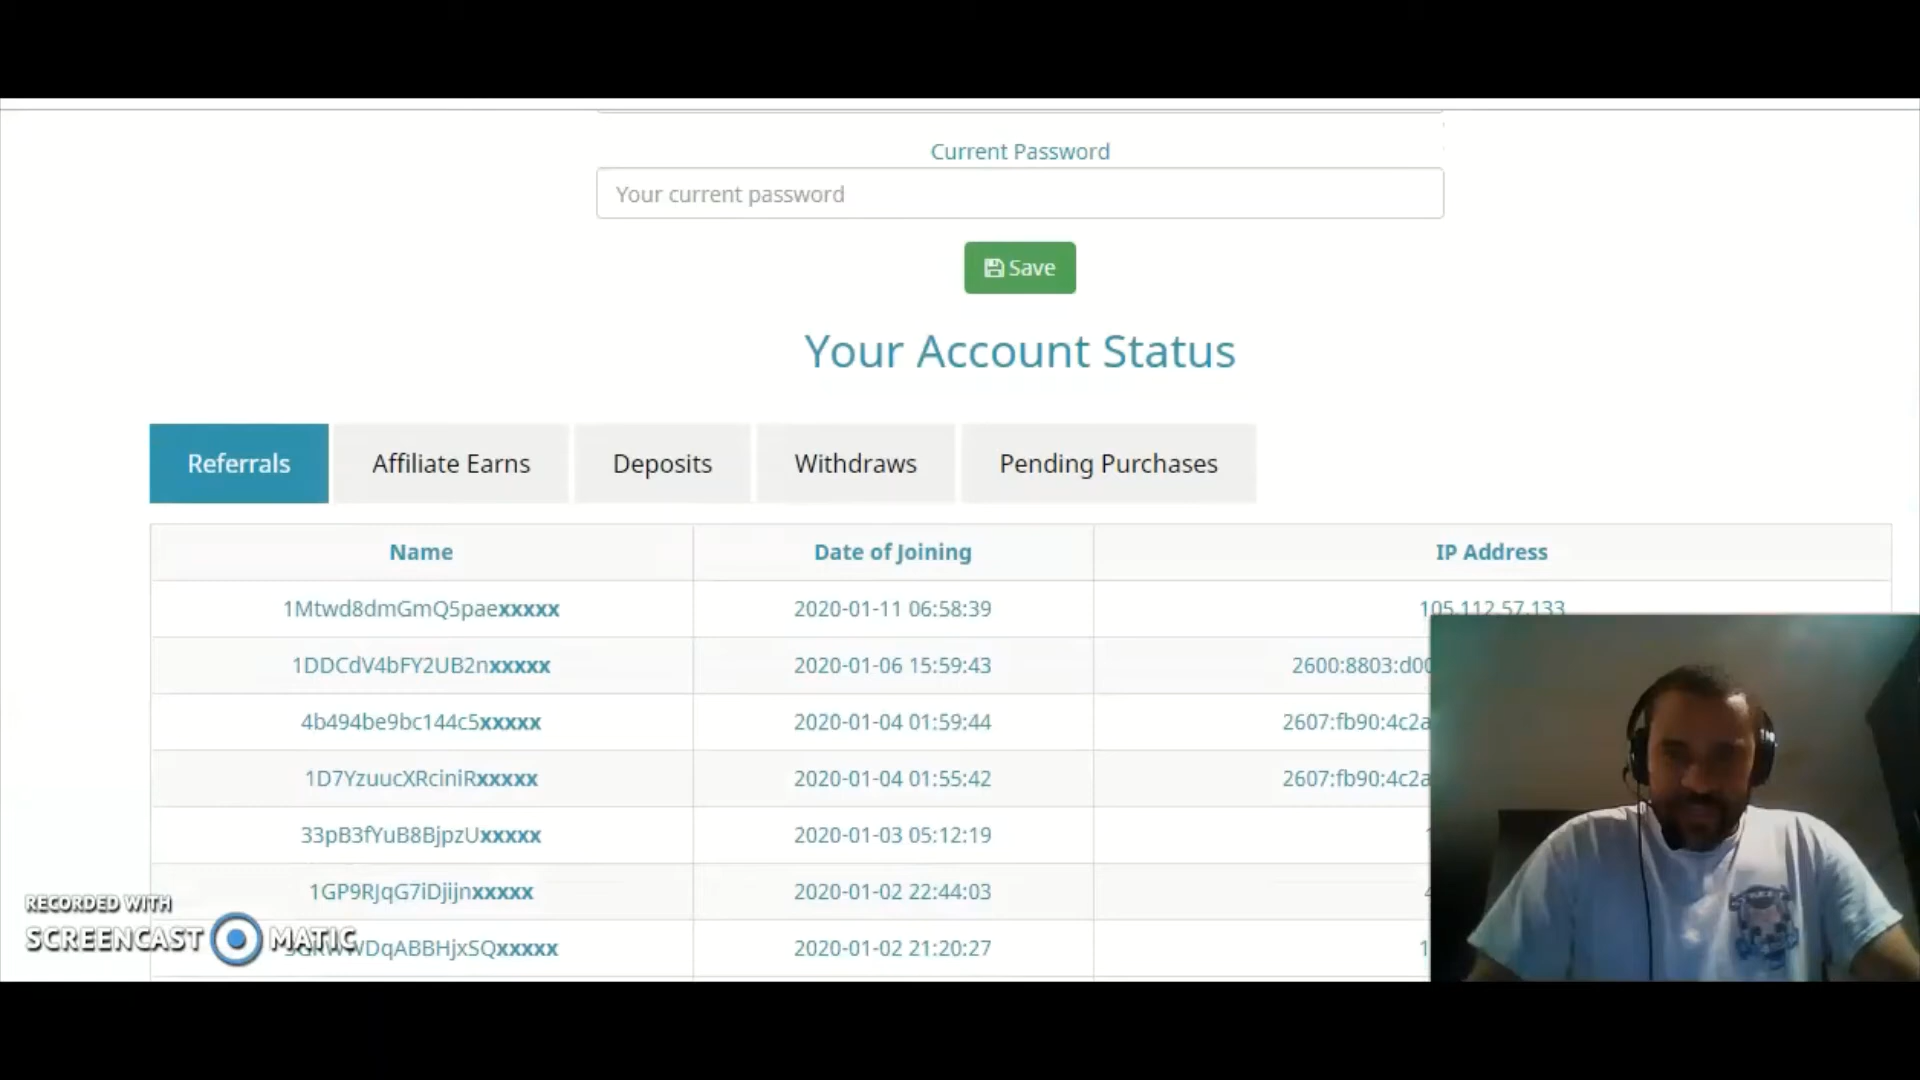 Current Password
Your current password
Save
Your Account Status
Referrals Affiliate Earns Deposits Withdraws Pending Purchases
Name Date of Joining IP Address
1Mtwd8dmGmQ5paexxxxx 2020-01-11 06:58:39 105.112.57.133
1DDCdV4bFY2UB2nxxxxx 2020-01-06 15:59:43 2600:8803:d00
4b494be9bc144c5xxxxx 2020-01-04 01:59:44 2607:fb90:4c2a
1D7YzuucXRciniRxxxxx 2020-01-04 01:55:42 2607:fb90:4c2a
33pB3fYuB8BjpzUxxxxx 2020-01-03 05:12:19
1GP9RJqG7iDjijnxxxxx 2020-01-02 22:44:03
2020-01-02 21:20:27
RECORDED WITH
SCREENCAST MATIC